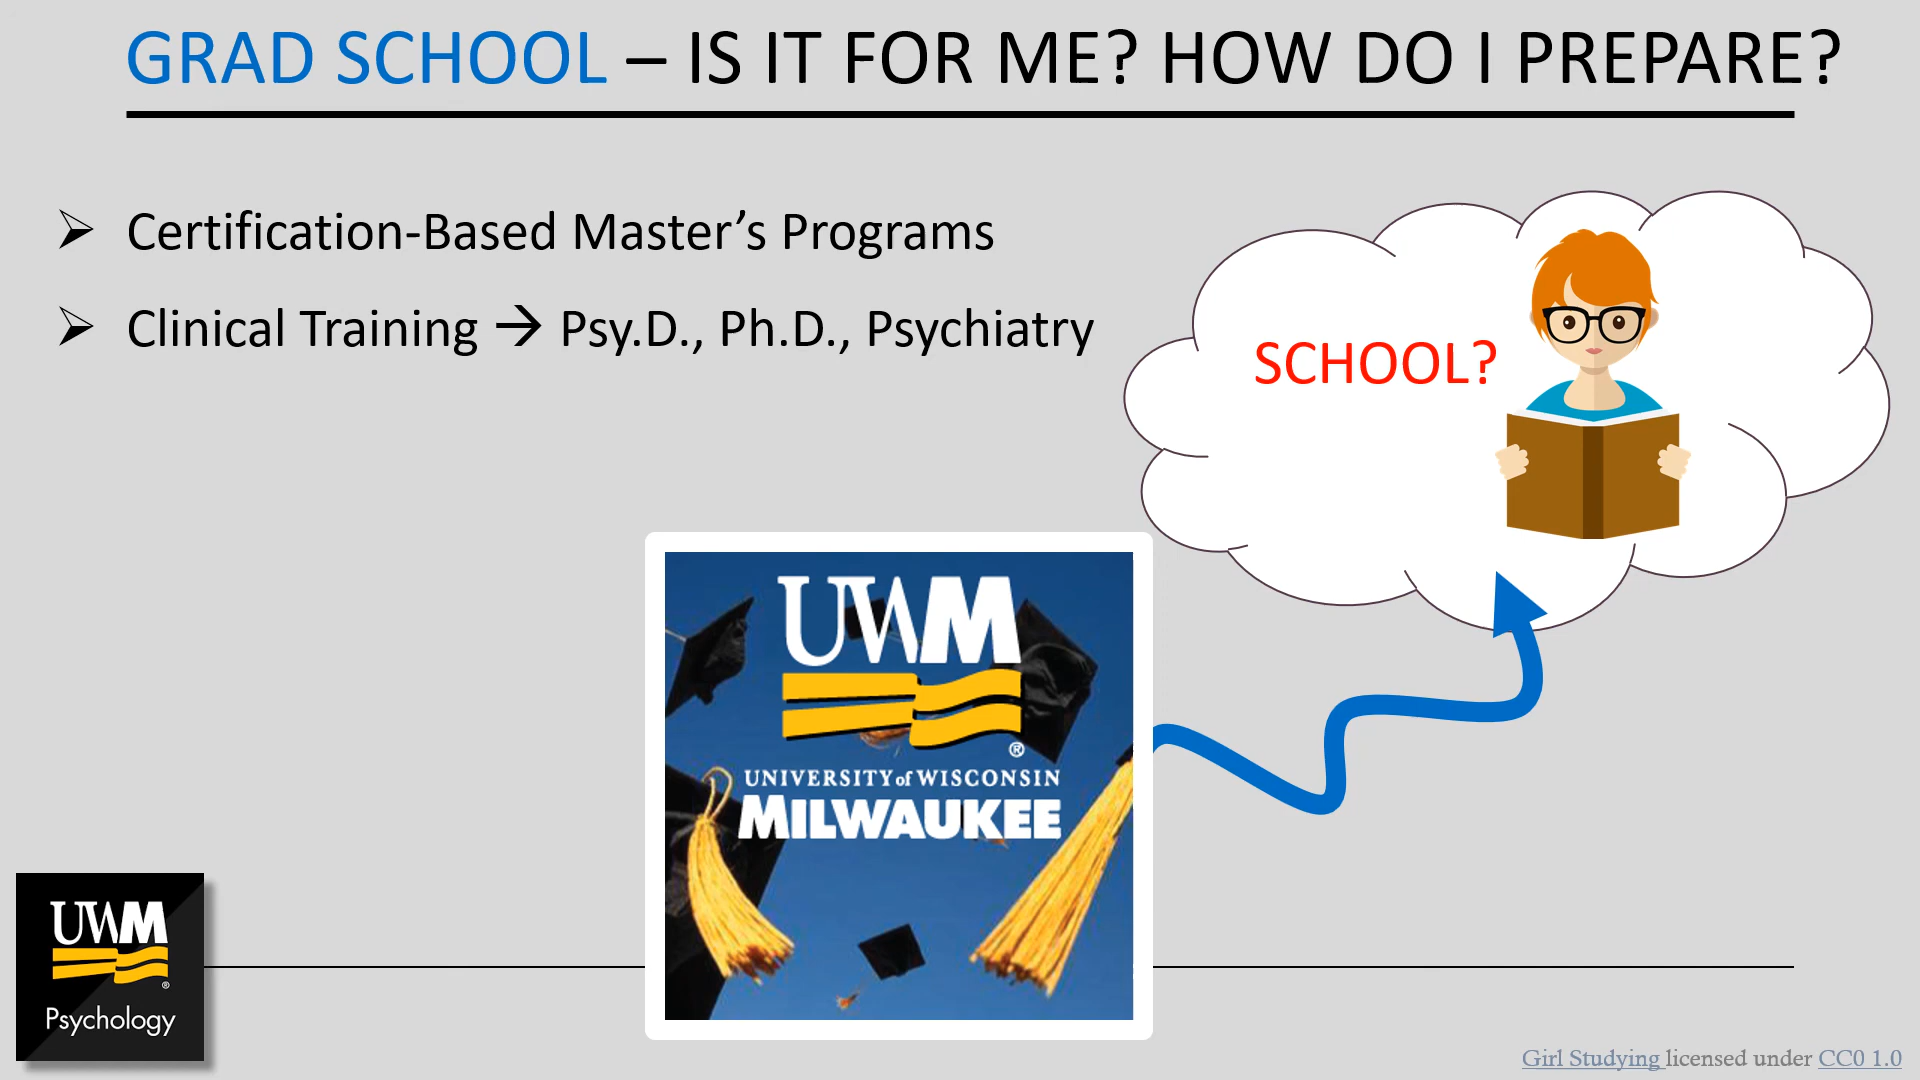 GRAD SCHOOL – IS IT FOR ME? HOW DO I PREPARE?
Certification-Based Master’s Programs
Clinical Training → Psy.D., Ph.D., Psychiatry
SCHOOL?
UWM
®
UNIVERSITY of WISCONSIN
MILWAUKEE
UWM
®
Psychology
Girl Studying licensed under CC0 1.0